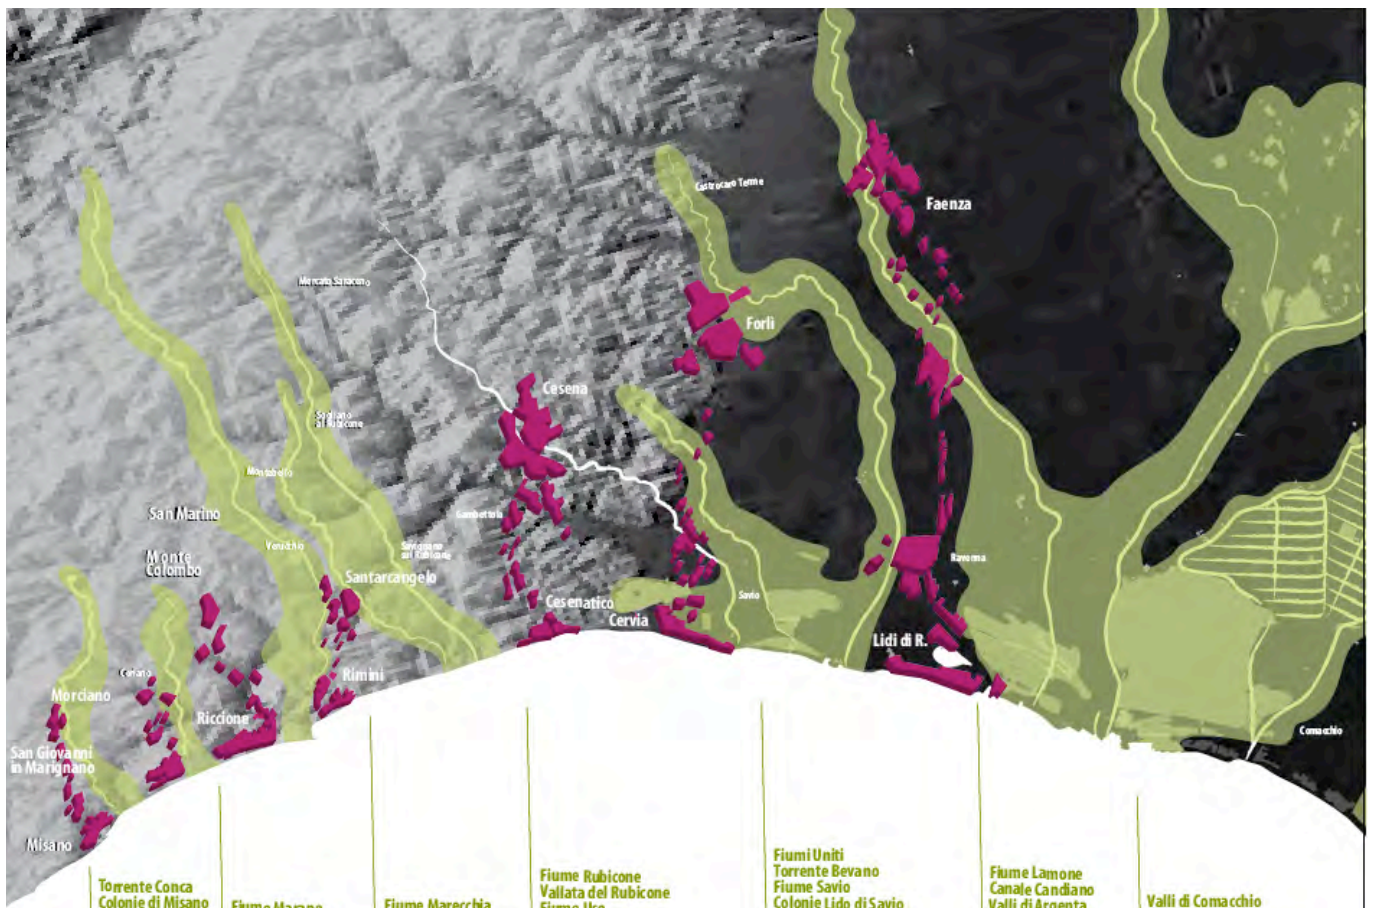 Castrocaro Terme
Faenza
Mercato Saraceno
Forlì
Cesena
Sogliano
al Rubicone
Montebello
San Marino
Gambettola
Verucchio
Savignano
sul Rubicone
Ravenna
Monte
Colombo
Santarcangelo
Cesenatico
Savio
Cervia
Lidi di R.
Coriano
Rimini
Morciano
Riccione
Comacchio
San Giovanni
in Marignano
Misano
Torrente Conca
Colonie di Misano
Fiume Marano
Fiume Marecchia
Fiume Rubicone
Vallata del Rubicone
Fiume Uso
Fiumi Uniti
Torrente Bevano
Fiume Savio
Colonie Lido di Savio
Fiume Lamone
Canale Candiano
Valli di Argenta
Valli di Comacchio